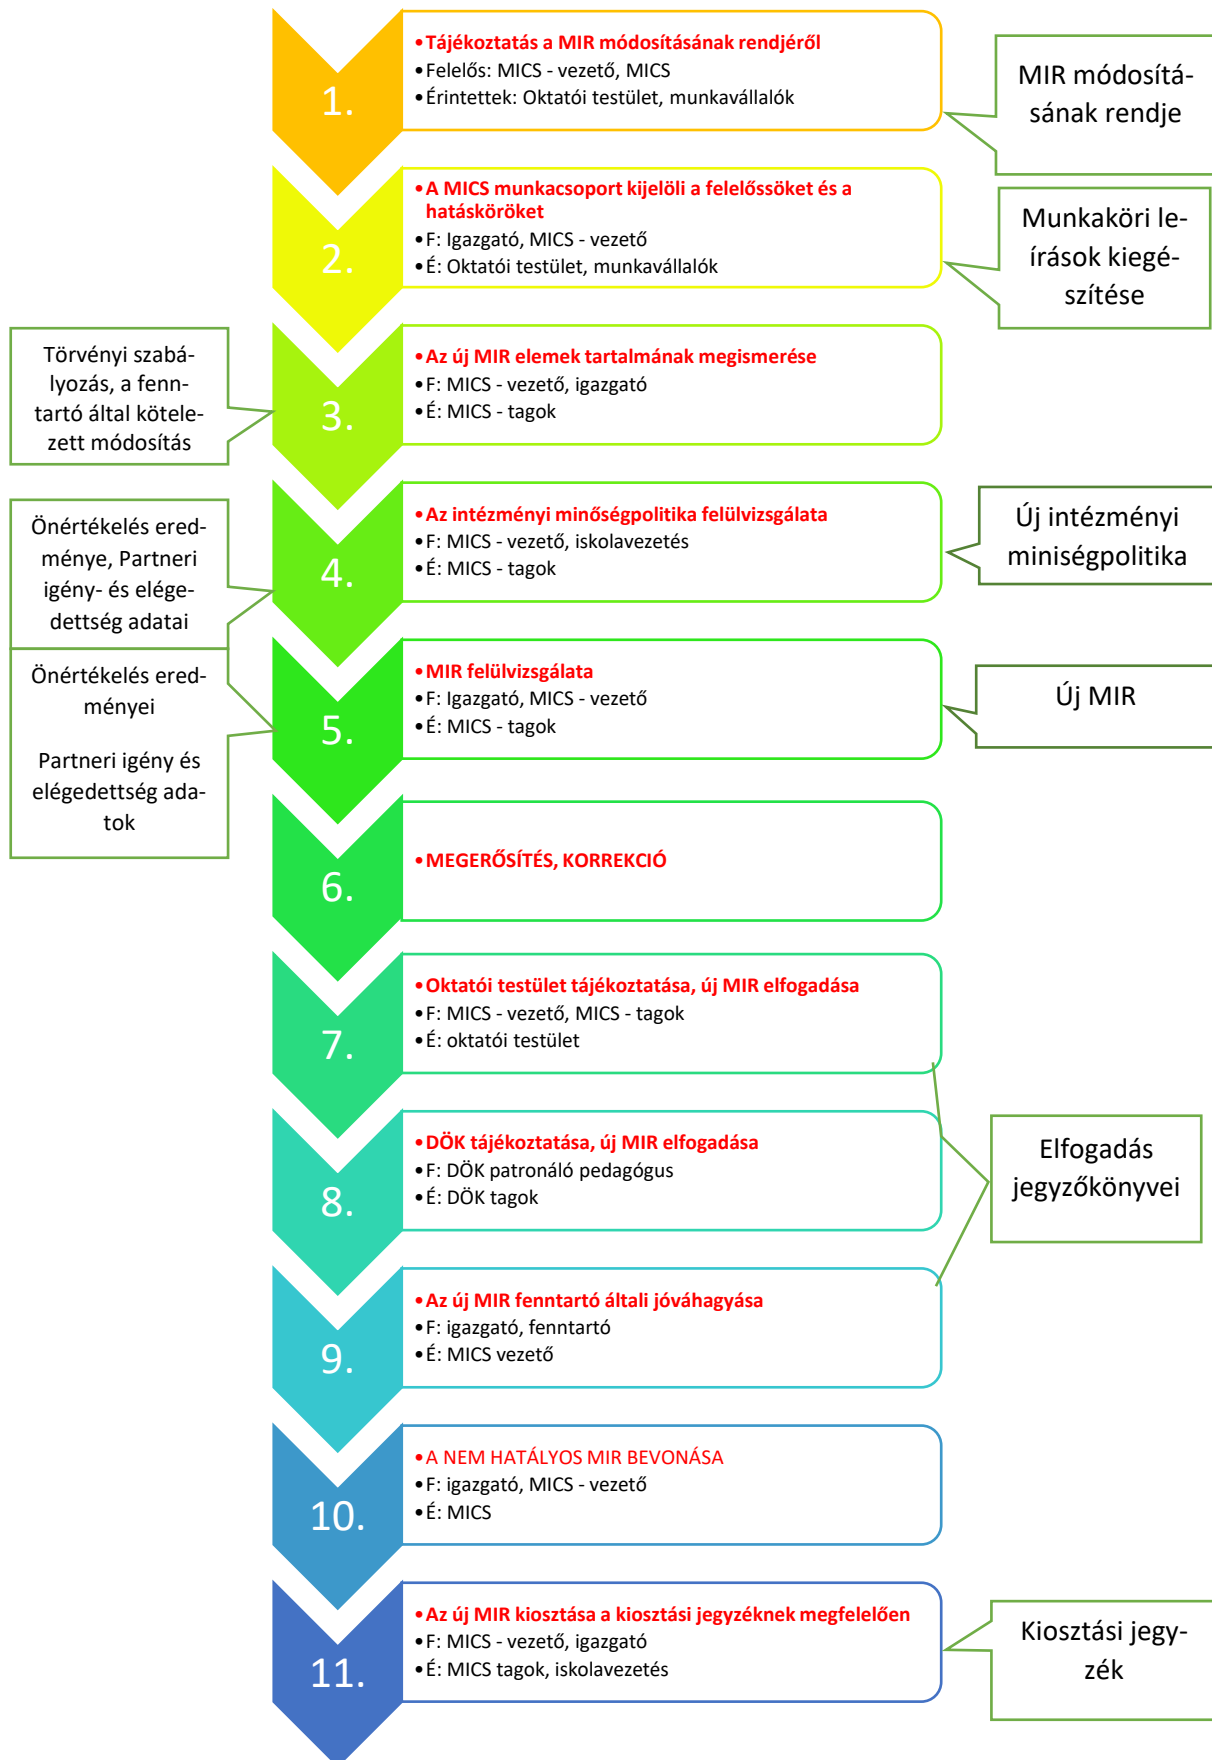 1.
•Tájékoztatás a MIR módosításának rendjéről
•Felelős: MICS - vezető, MICS
•Érintettek: Oktatói testület, munkavállalók
MIR módosítá-
sának rendje
2.
•A MICS munkacsoport kijelöli a felelőssöket és a
hatásköröket
•F: Igazgató, MICS - vezető
•É: Oktatói testület, munkavállalók
Munkaköri le-
írások kiegé-
szítése
Törvényi szabá-
lyozás, a fenn-
tartó által kötele-
zett módosítás
3.
•Az új MIR elemek tartalmának megismerése
•F: MICS - vezető, igazgató
•É: MICS - tagok
Önértékelés ered-
ménye, Partneri
igény- és elége-
dettség adatai
4.
•Az intézményi minőségpolitika felülvizsgálata
•F: MICS - vezető, iskolavezetés
•É: MICS - tagok
Új intézményi
miniségpolitika
Önértékelés ered-
ményei
Partneri igény és
elégedettség ada-
tok
5.
•MIR felülvizsgálata
•F: Igazgató, MICS - vezető
•É: MICS - tagok
Új MIR
6.
•MEGERŐSÍTÉS, KORREKCIÓ
7.
•Oktatói testület tájékoztatása, új MIR elfogadása
•F: MICS - vezető, MICS - tagok
•É: oktatói testület
8.
•DÖK tájékoztatása, új MIR elfogadása
•F: DÖK patronáló pedagógus
•É: DÖK tagok
Elfogadás
jegyzőkönyvei
9.
•Az új MIR fenntartó általi jóváhagyása
•F: igazgató, fenntartó
•É: MICS vezető
10.
•A NEM HATÁLYOS MIR BEVONÁSA
•F: igazgató, MICS - vezető
•É: MICS
11.
•Az új MIR kiosztása a kiosztási jegyzéknek megfelelően
•F: MICS - vezető, igazgató
•É: MICS tagok, iskolavezetés
Kiosztási jegy-
zék